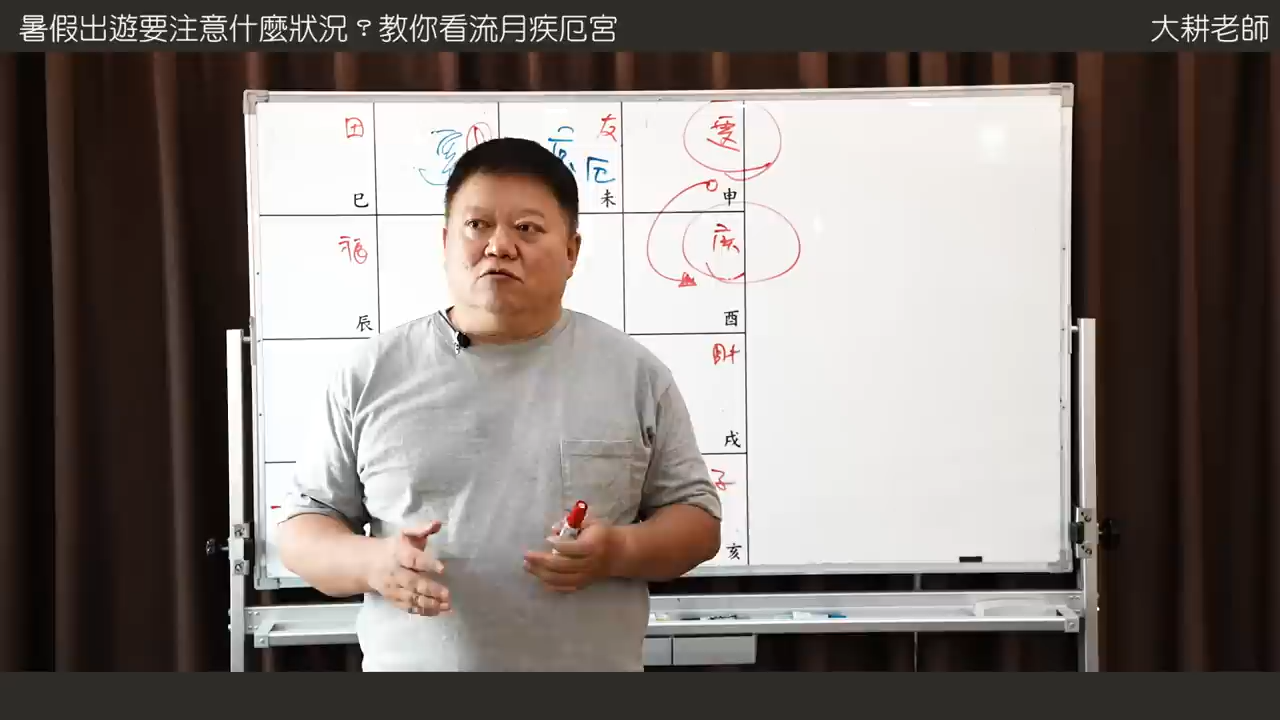 暑假出遊要注意什麼狀況?教你看流月疾厄宮
大耕老師
田
巳
友
疾厄
未
遷
申
福
辰
疾
酉
財
戌
子
亥